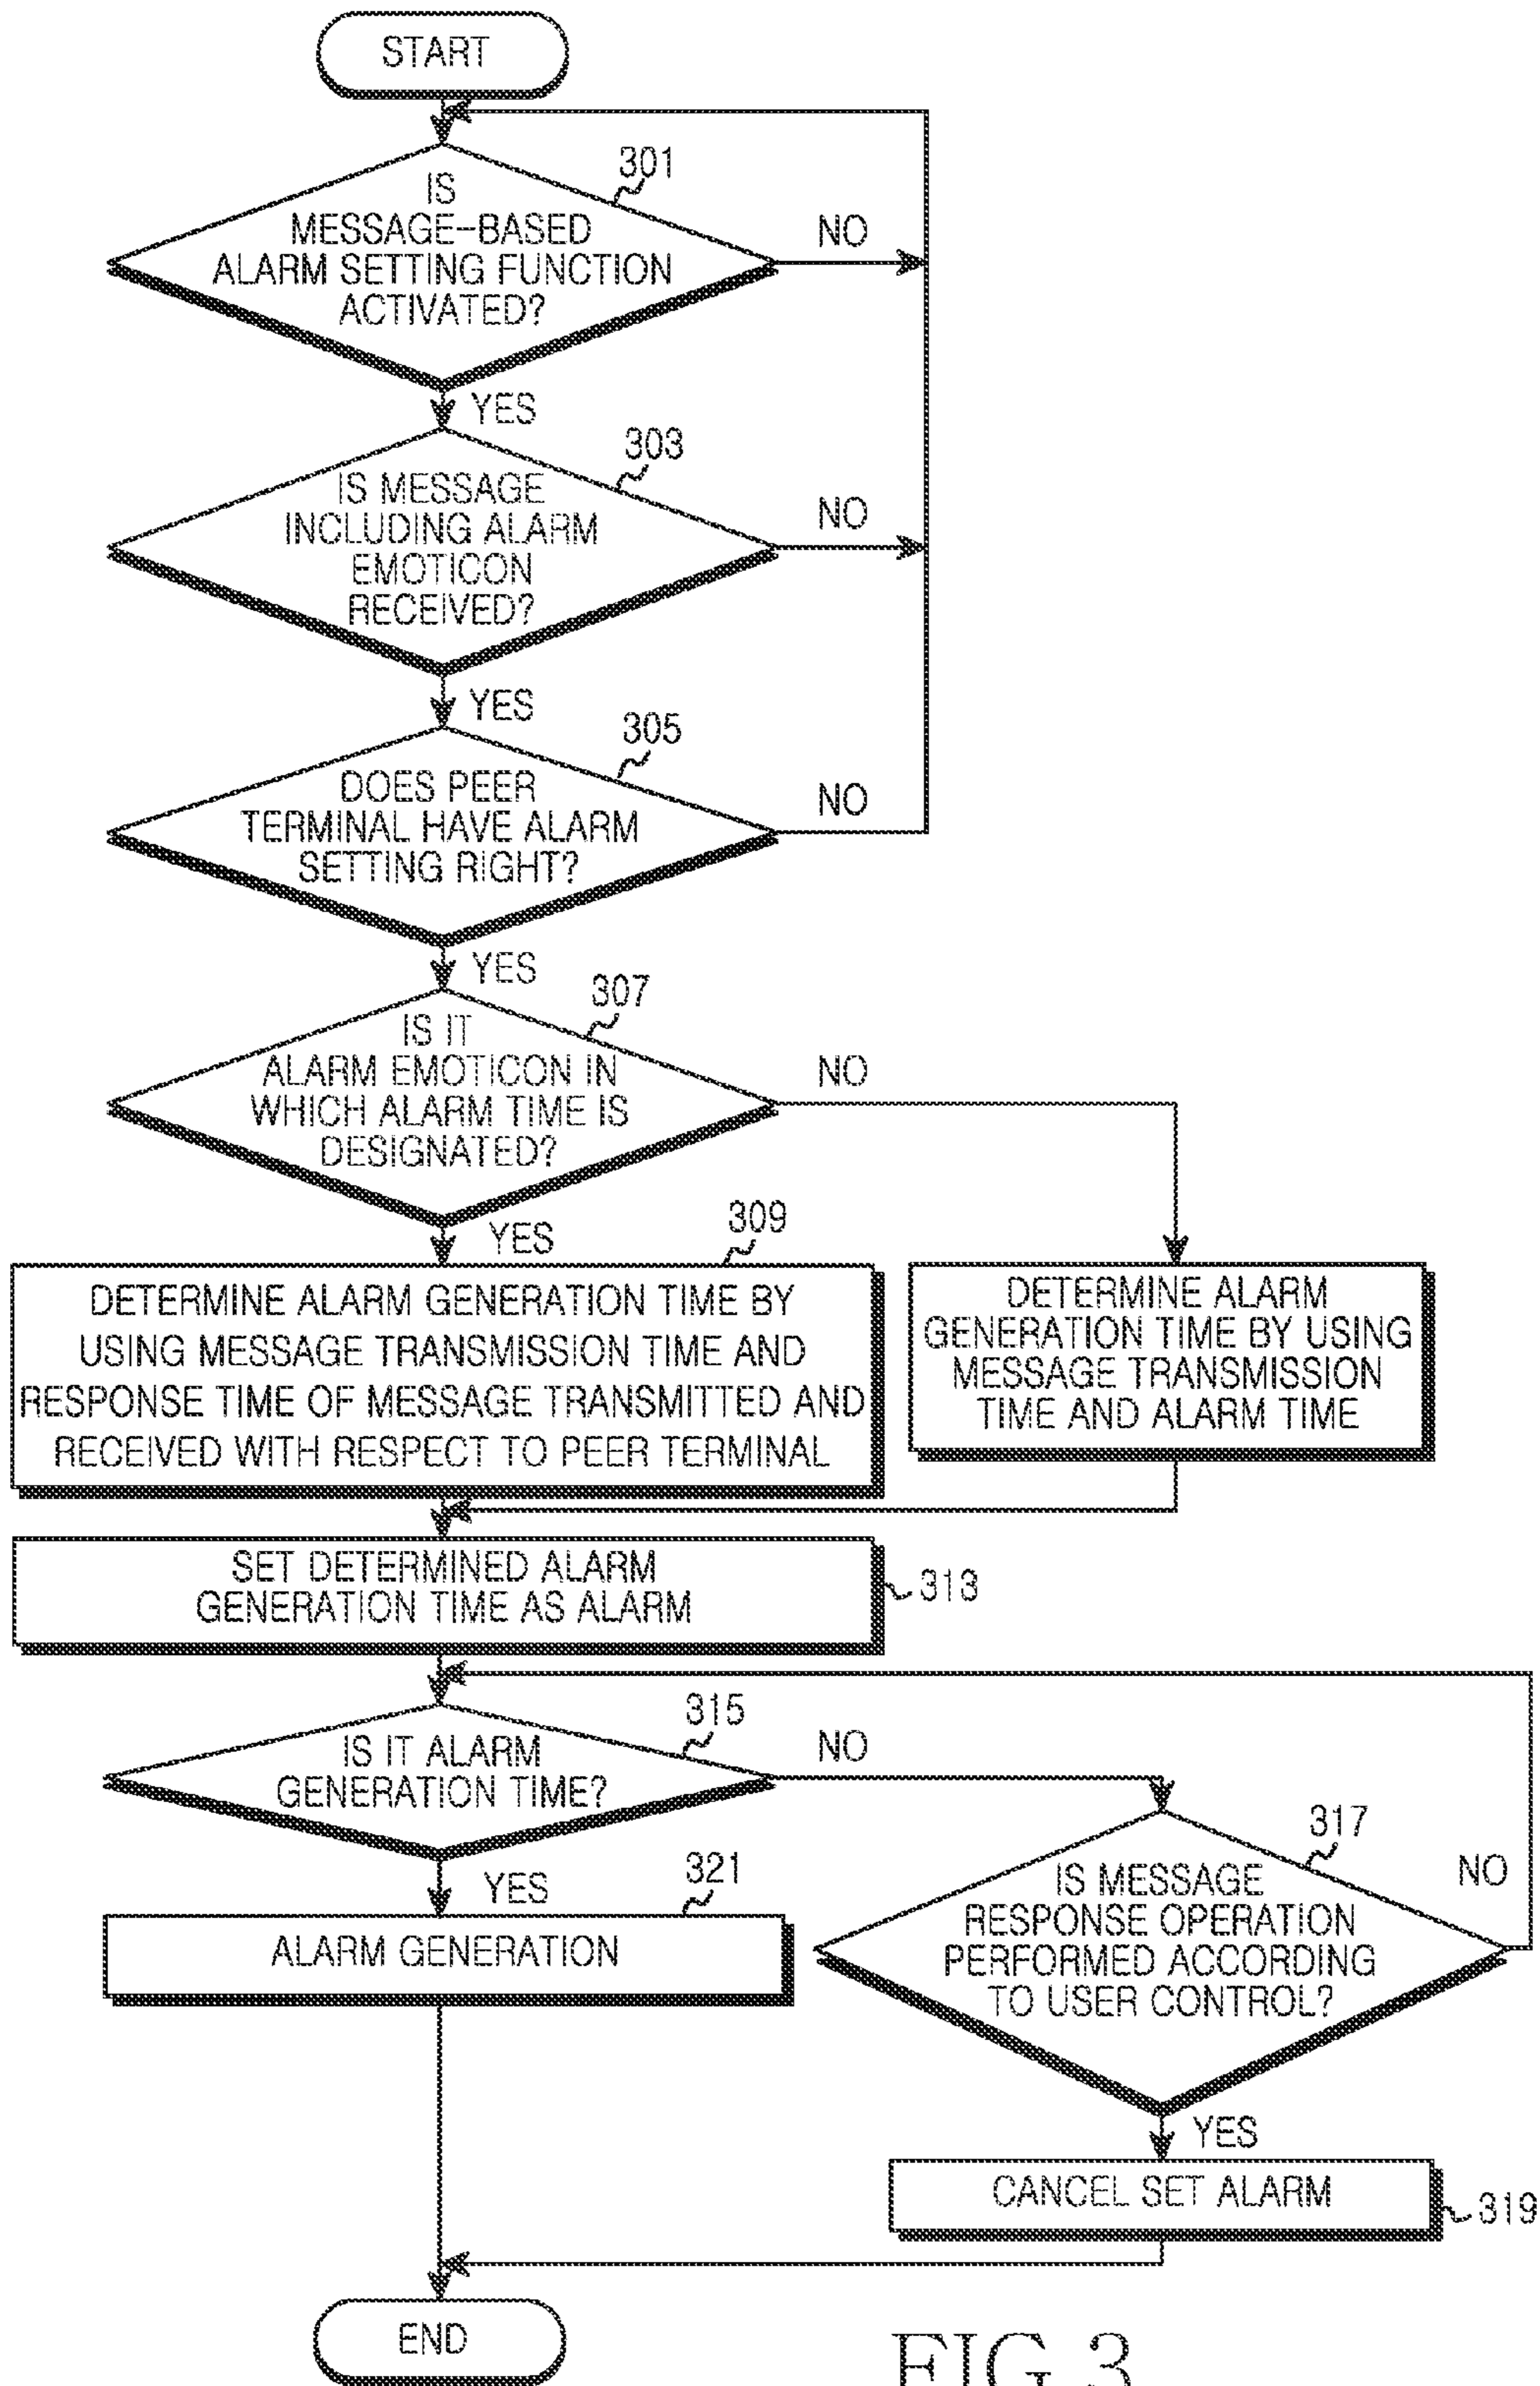 START
301
IS
MESSAGE-BASED
ALARM SETTING FUNCTION
ACTIVATED?
NO
YES
303
IS MESSAGE
INCLUDING ALARM
EMOTICON
RECEIVED?
NO
YES
305
DOES PEER
TERMINAL HAVE ALARM
SETTING RIGHT?
NO
YES
307
IS IT
ALARM EMOTICON IN
WHICH ALARM TIME IS
DESIGNATED?
NO
YES
309
DETERMINE ALARM GENERATION TIME BY
USING MESSAGE TRANSMISSION TIME AND
RESPONSE TIME OF MESSAGE TRANSMITTED AND
RECEIVED WITH RESPECT TO PEER TERMINAL
DETERMINE ALARM
GENERATION TIME BY USING
MESSAGE TRANSMISSION
TIME AND ALARM TIME
SET DETERMINED ALARM
GENERATION TIME AS ALARM
313
315
IS IT ALARM
GENERATION TIME?
NO
YES
317
IS MESSAGE
RESPONSE OPERATION
PERFORMED ACCORDING
TO USER CONTROL?
NO
YES
321
ALARM GENERATION
CANCEL SET ALARM
319
END
FIG.3